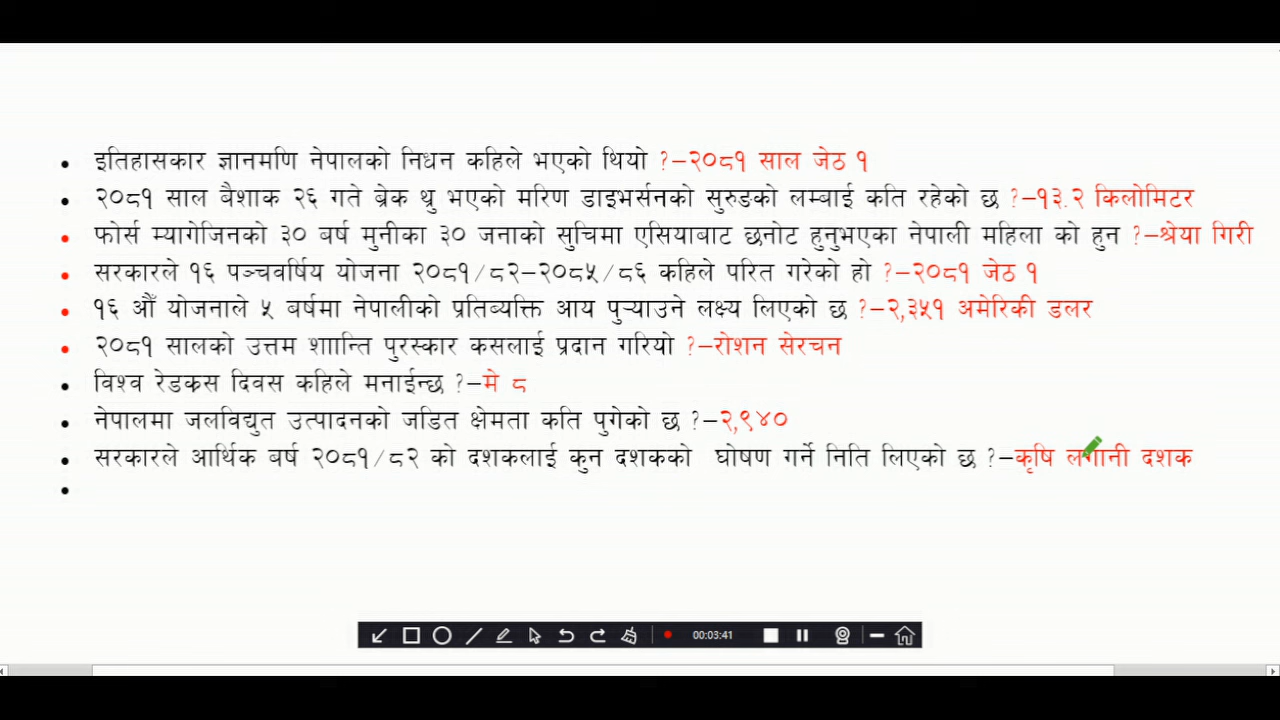 इतिहासकार ज्ञानमणि नेपालको निधन कहिले भएको थियो ?-२०८१ साल जेठ १
२०८१ साल बैशाक २६ गते ब्रेक थ्रु भएको मरिण डाइभर्सनको सुरुङको लम्बाई कति रहेको छ ?-१३.२ किलोमिटर
फोर्स म्यागेजिनको ३० बर्ष मुनीका ३० जनाको सुचिमा एसियाबाट छनोट हुनुभएका नेपाली महिला को हुन ?-श्रेया गिरी
सरकारले १६ पञ्चवर्षिय योजना २०८१/८२-२०८५/८६ कहिले परित गरेको हो ?-२०८१ जेठ १
१६ औँ योजनाले ५ बर्षमा नेपालीको प्रतिब्यक्ति आय पुऱ्याउने लक्ष्य लिएको छ ?-२,३५१ अमेरिकी डलर
२०८१ सालको उत्तम शाान्ति पुरस्कार कसलाई प्रदान गरियो ?-रोशन सेरचन
विश्व रेडक्रस दिवस कहिले मनाईन्छ ?-मे ८
नेपालमा जलविद्युत उत्पादनको जडित क्षेमता कति पुगेको छ ?-२,९४०
सरकारले आर्थिक बर्ष २०८१/८२ को दशकलाई कुन दशकको घोषण गर्ने निति लिएको छ ?-कृषि लगानी दशक
00:03:41